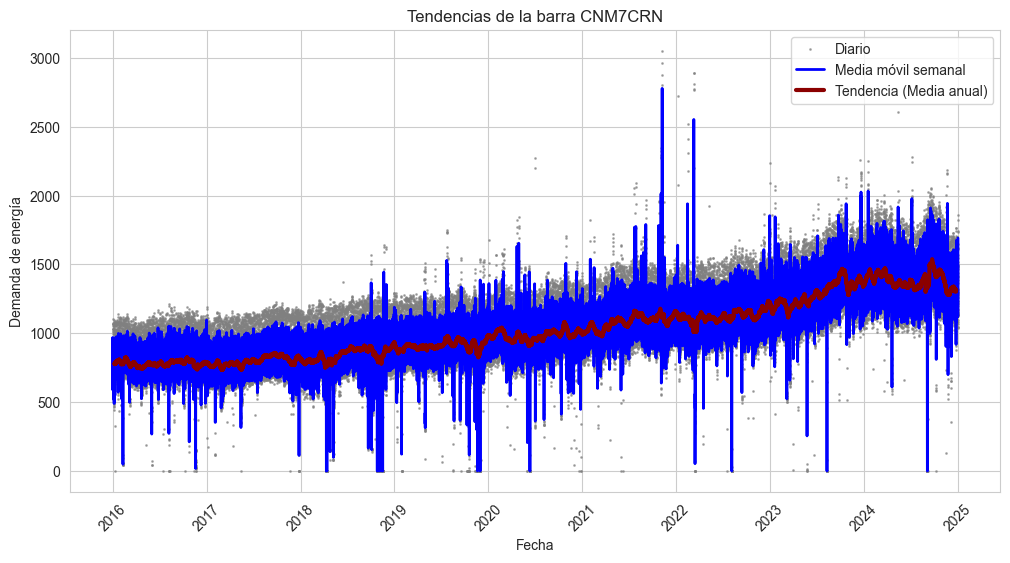 Tendencias de la barra CNM7CRN
Diario
Media móvil semanal
Tendencia (Media anual)
Demanda de energía
3000
2500
2000
1500
1000
500
0
2016
2017
2018
2019
2020
2021
2022
2023
2024
2025
Fecha